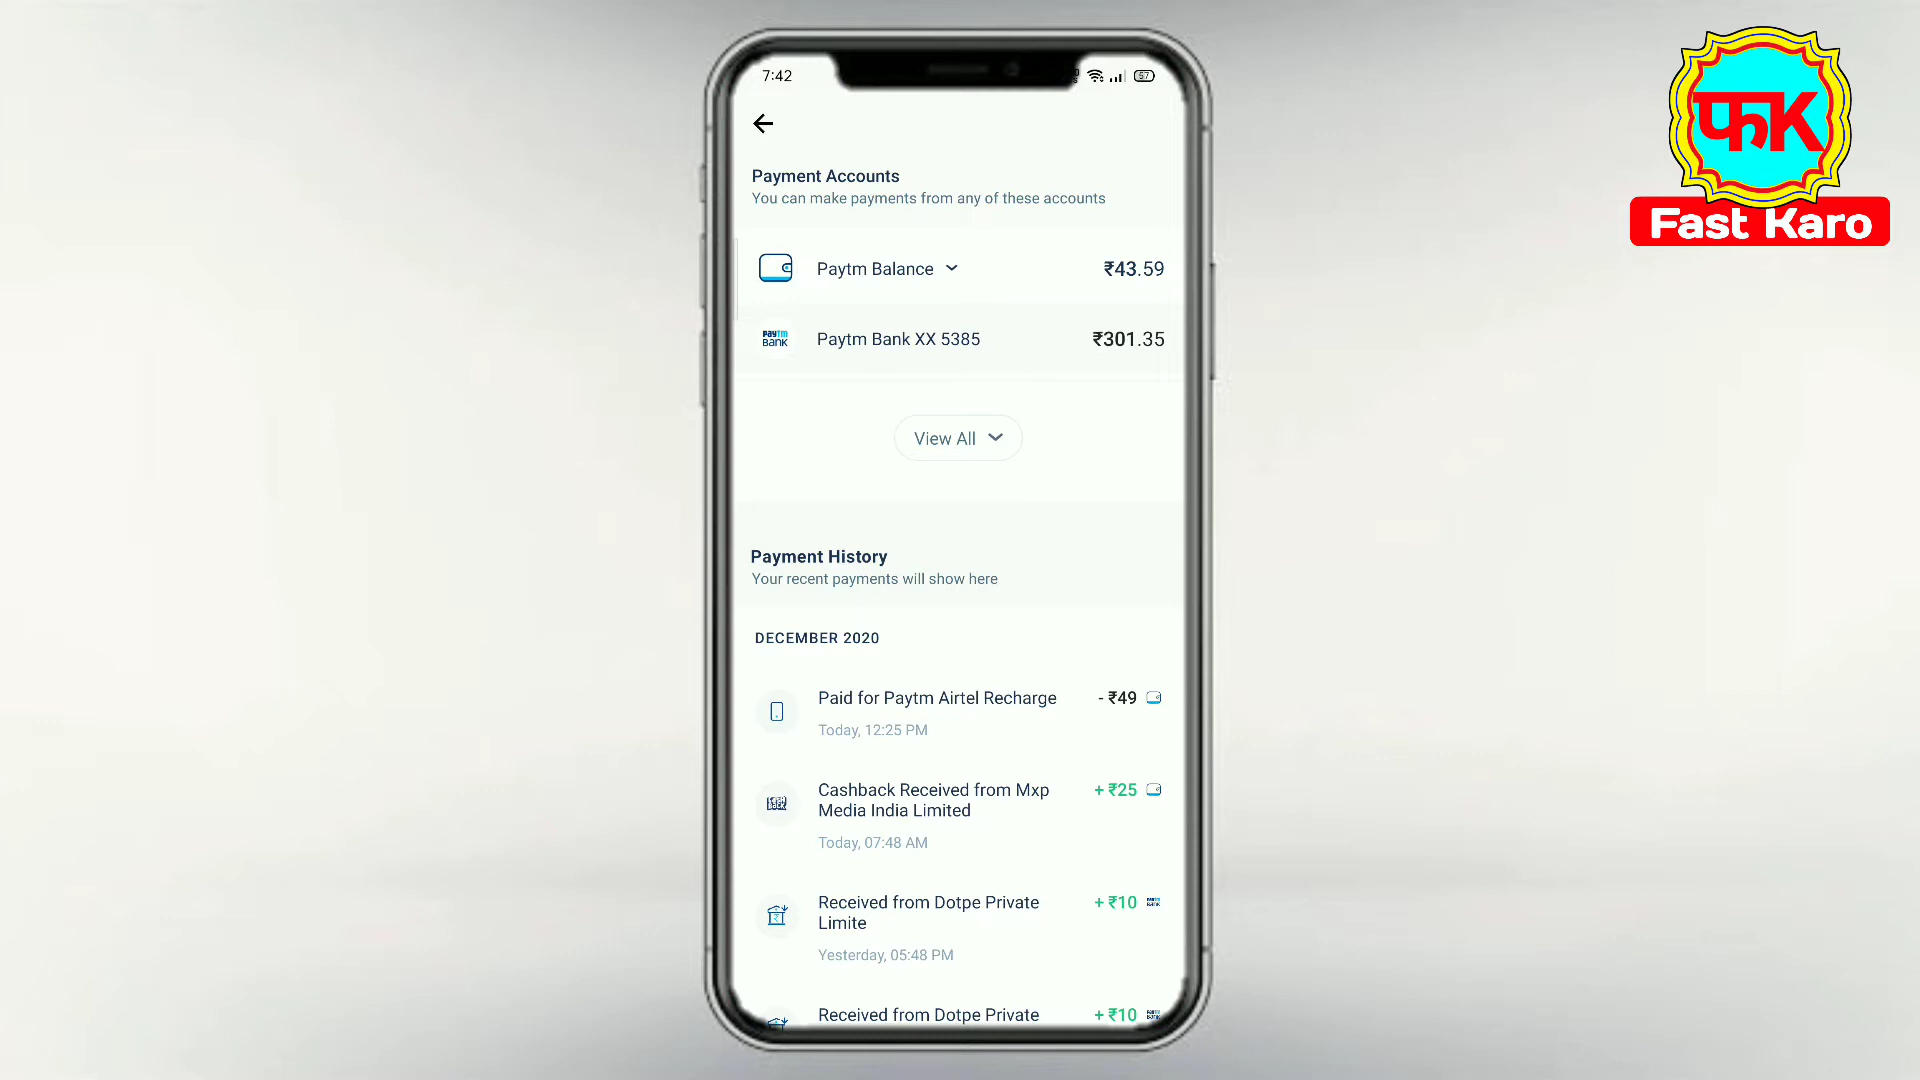 7:42
57
फK
Fast Karo
Payment Accounts
You can make payments from any of these accounts
Paytm Balance
₹43.59
paytm BANK
Paytm Bank XX 5385
₹301.35
View All
Payment History
Your recent payments will show here
DECEMBER 2020
Paid for Paytm Airtel Recharge
- ₹49
Today, 12:25 PM
Cashback Received from Mxp
Media India Limited
+ ₹25
Today, 07:48 AM
Received from Dotpe Private
Limite
+ ₹10
Yesterday, 05:48 PM
Received from Dotpe Private
+ ₹10